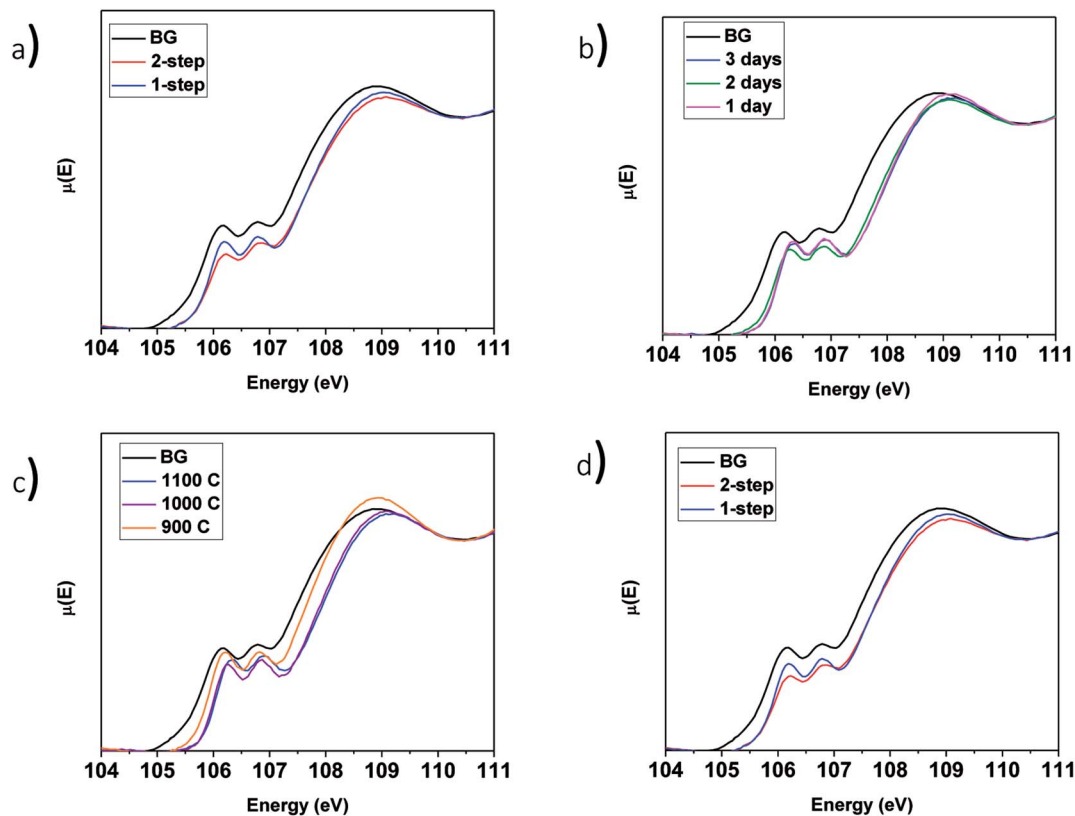 a)
BG
2-step
1-step
μ(E)
104 105 106 107 108 109 110 111
Energy (eV)
b)
BG
3 days
2 days
1 day
μ(E)
104 105 106 107 108 109 110 111
Energy (eV)
c)
BG
1100 C
1000 C
900 C
μ(E)
104 105 106 107 108 109 110 111
Energy (eV)
d)
BG
2-step
1-step
μ(E)
104 105 106 107 108 109 110 111
Energy (eV)